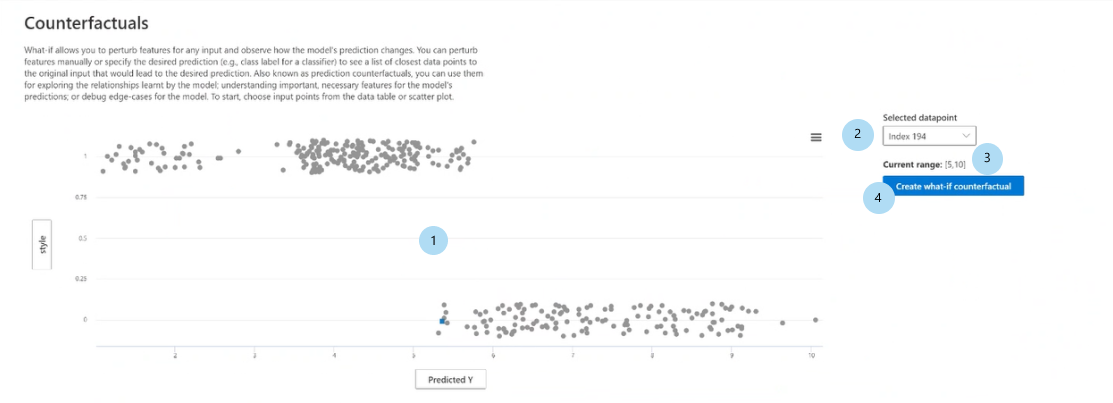 Counterfactuals
What-if allows you to perturb features for any input and observe how the model's prediction changes. You can perturb
features manually or specify the desired prediction (e.g., class label for a classifier) to see a list of closest data points to
the original input that would lead to the desired prediction. Also known as prediction counterfactuals, you can use them
for exploring the relationships learnt by the model; understanding important, necessary features for the model's
predictions; or debug edge-cases for the model. To start, choose input points from the data table or scatter plot.
Selected datapoint
2
Index 194
Current range: [5,10]
3
Create what-if counterfactual
4
1
0.75
0.5
0.25
0
style
1
2
3
4
5
6
7
8
9
10
Predicted Y